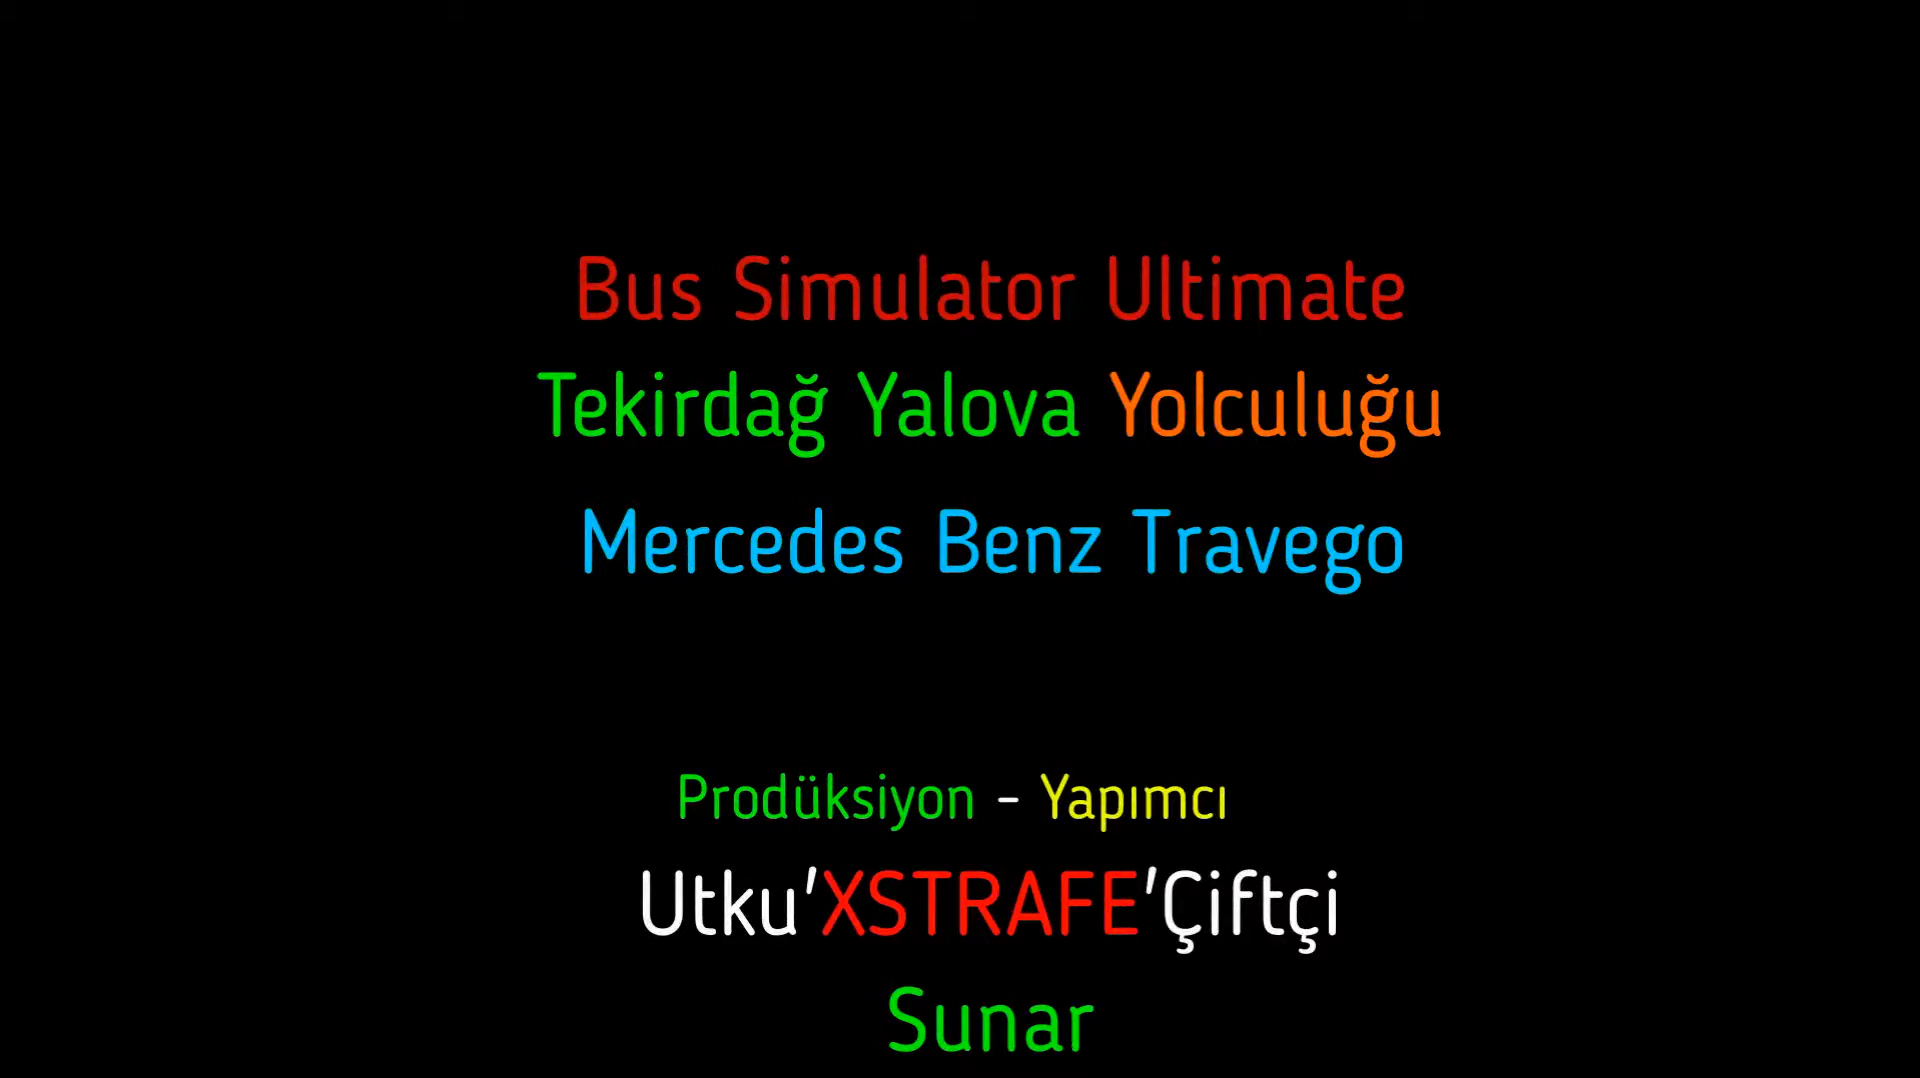 Bus Simulator Ultimate
Tekirdağ Yalova Yolculuğu
Mercedes Benz Travego
Prodüksiyon - Yapımcı
Utku'XSTRAFE'Çiftçi
Sunar